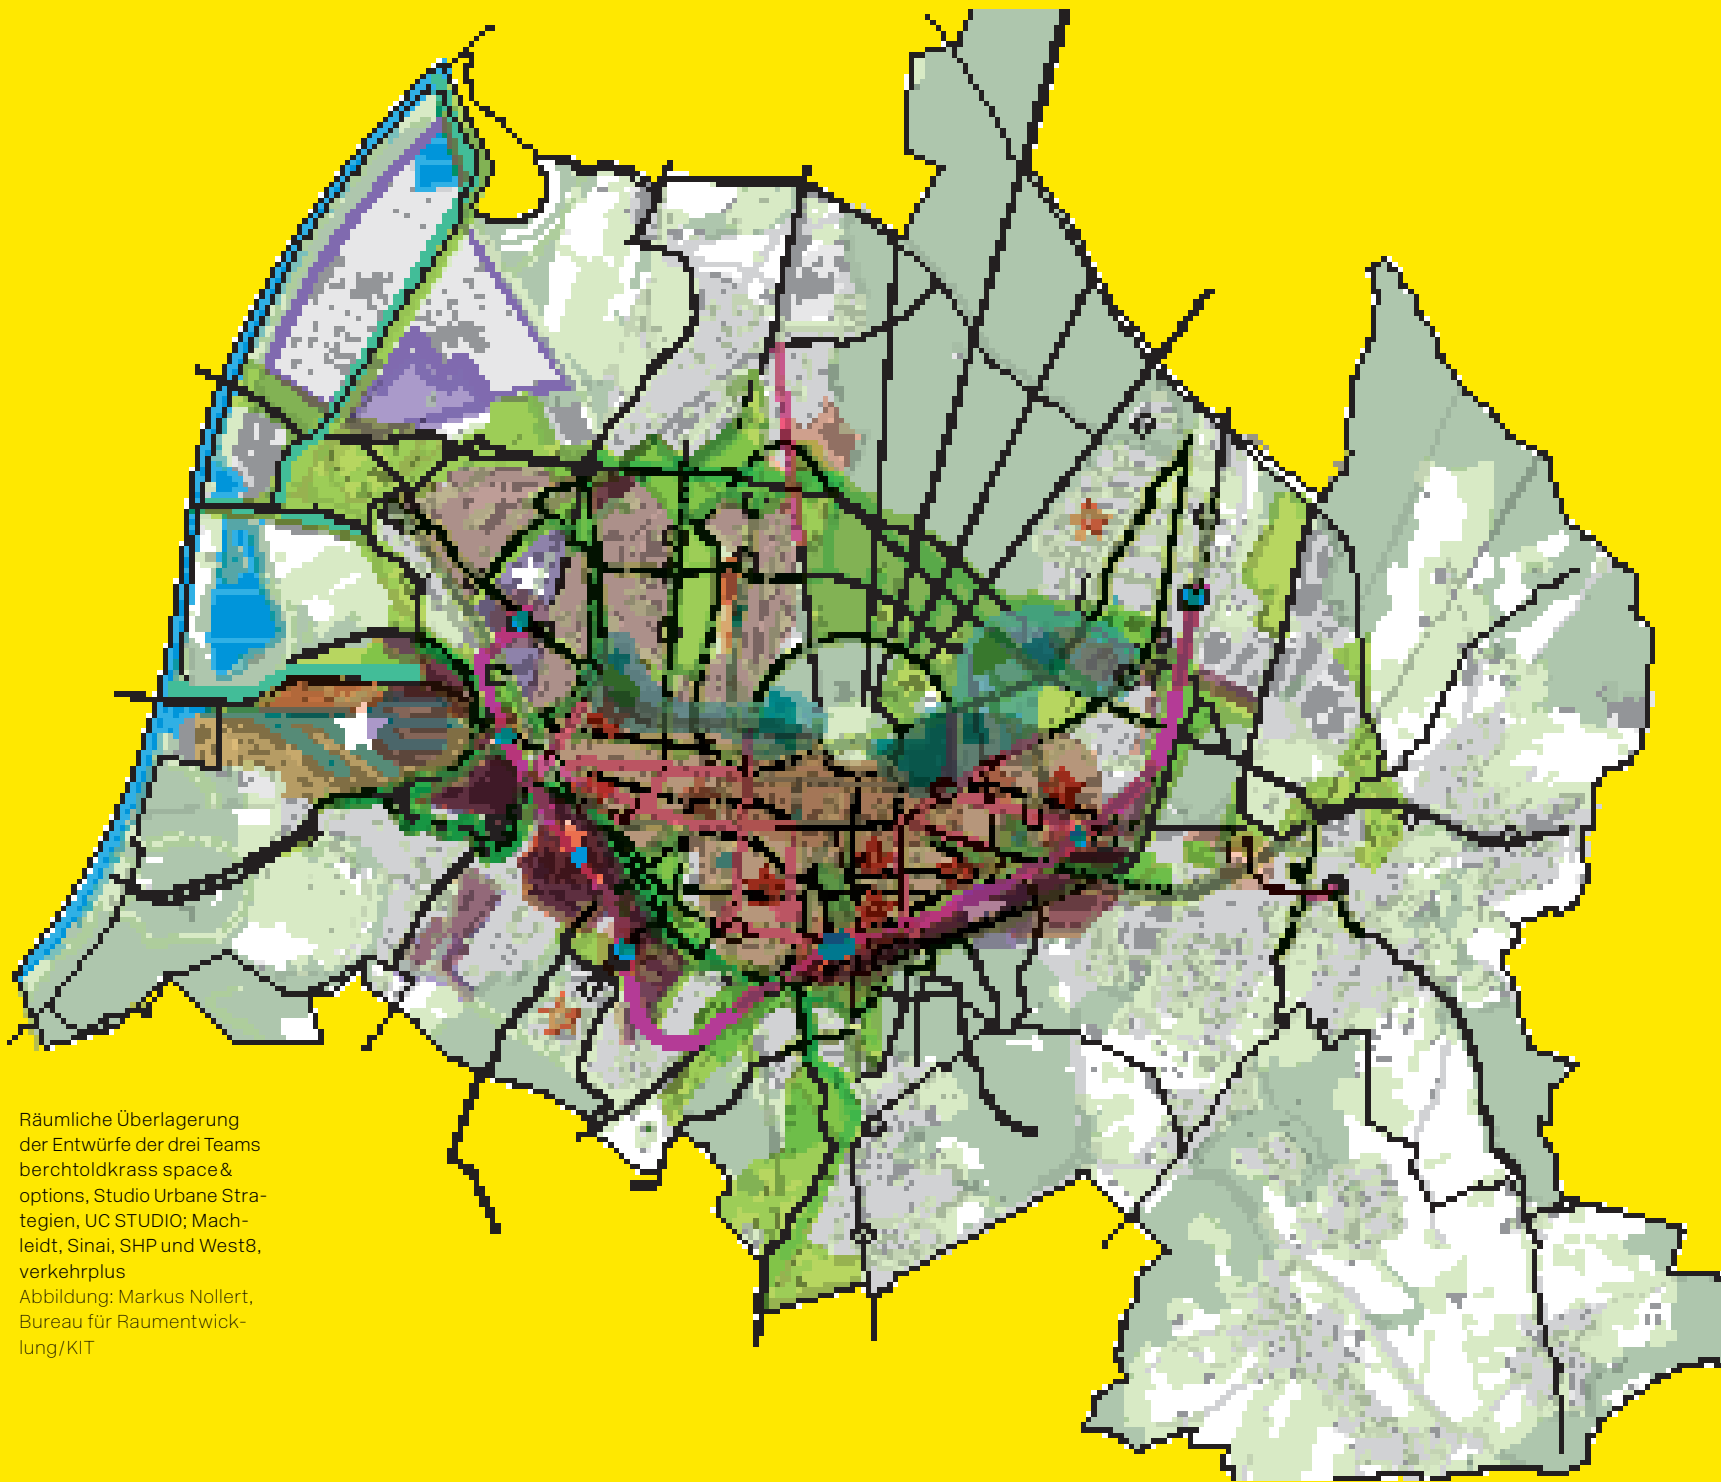 Räumliche Überlagerung
der Entwürfe der drei Teams
berchtoldkrass space &
options, Studio Urbane Stra-
tegien, UC STUDIO; Mach-
leidt, Sinai, SHP und West8,
verkehrplus
Abbildung: Markus Nollert,
Bureau für Raumentwick-
lung/KIT